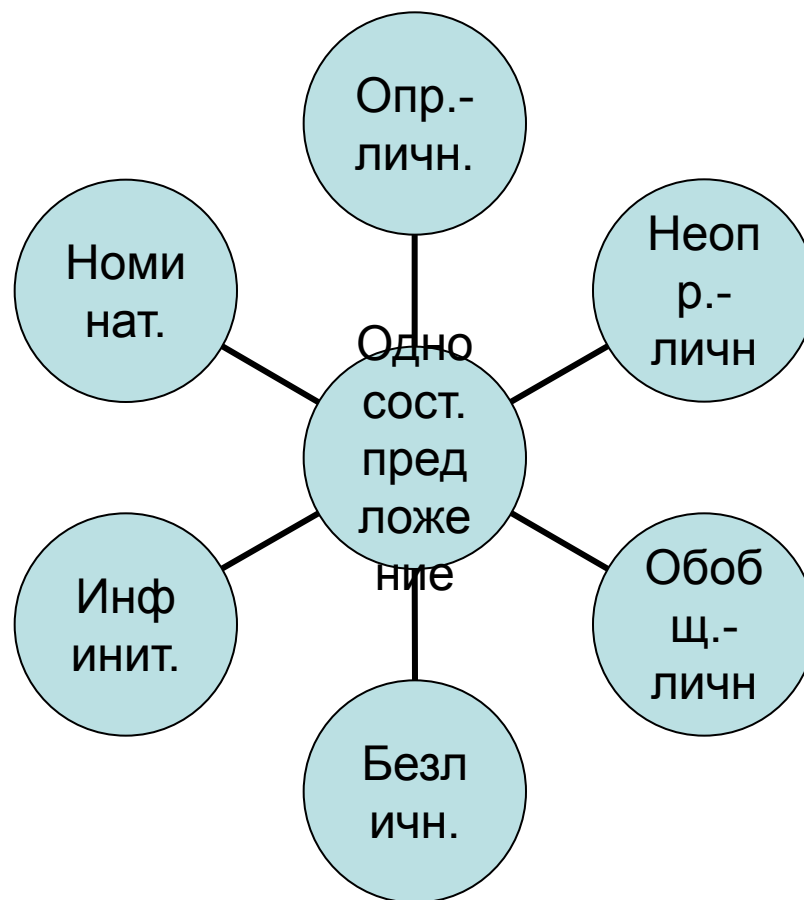 Опр.-
личн.
Номи
нат.
Неоп
р.-
личн
Одно
сост.
пред
ложе
ние
Инф
инит.
Обоб
щ.-
личн
Безл
ичн.